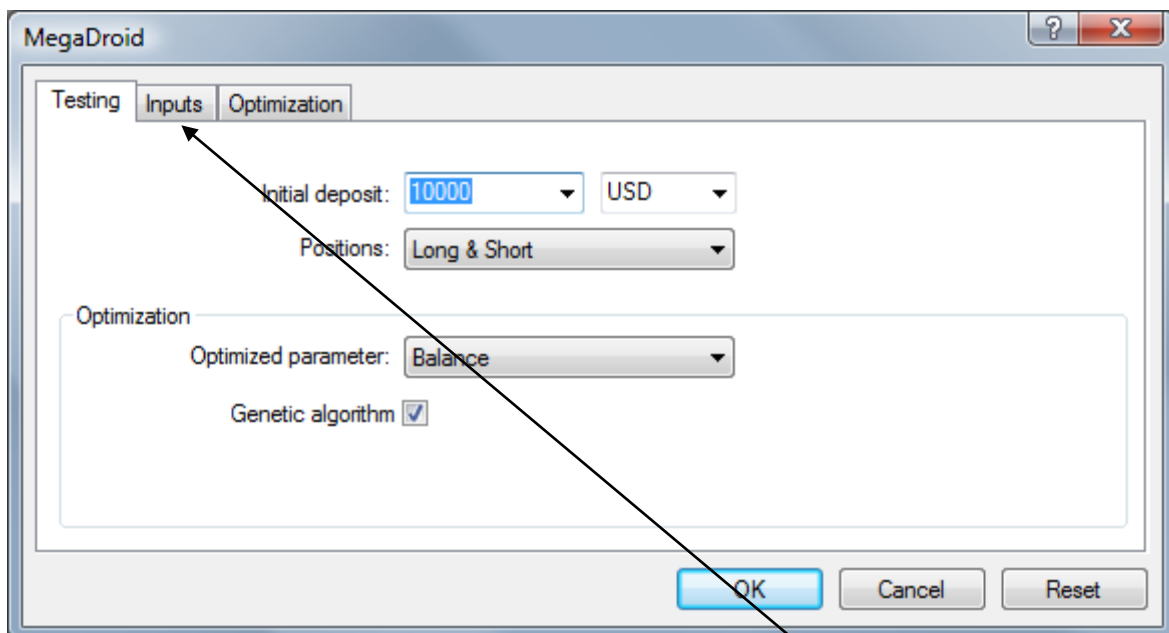 MegaDroid
Testing Inputs Optimization
Initial deposit: 10000 USD
Positions: Long & Short
Optimization
Optimized parameter: Balance
Genetic algorithm
OK Cancel Reset